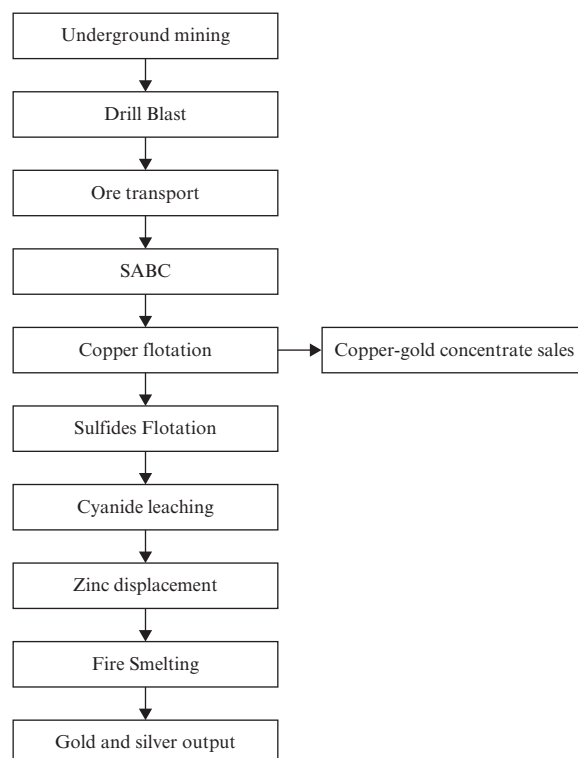 Underground mining
Drill Blast
Ore transport
SABC
Copper flotation
Copper-gold concentrate sales
Sulfides Flotation
Cyanide leaching
Zinc displacement
Fire Smelting
Gold and silver output